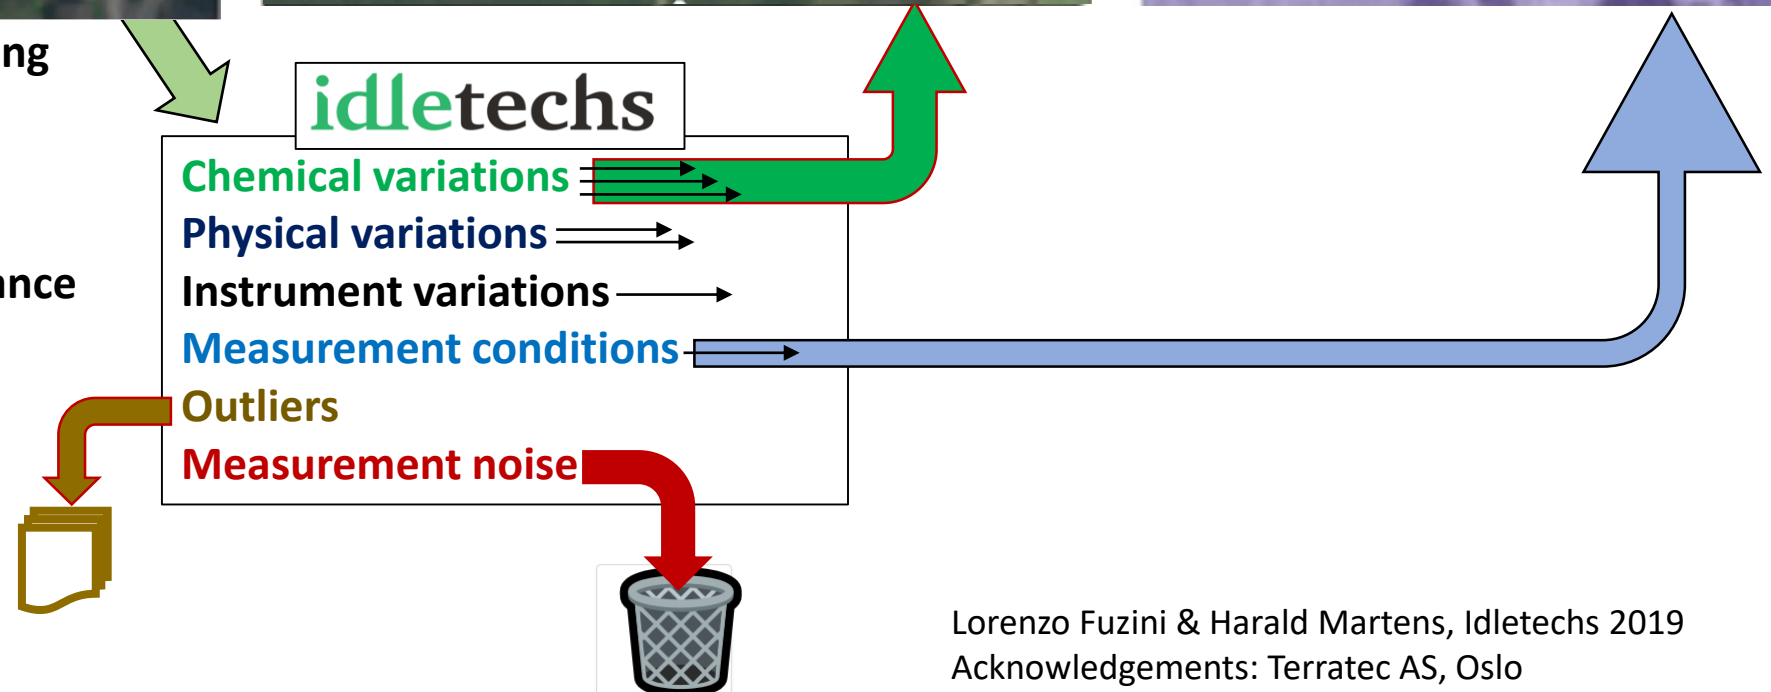 ng
idletechs
Chemical variations
Physical variations
ance
Instrument variations
Measurement conditions
Outliers
Measurement noise
Lorenzo Fuzini & Harald Martens, Idletechs 2019
Acknowledgements: Terratec AS, Oslo